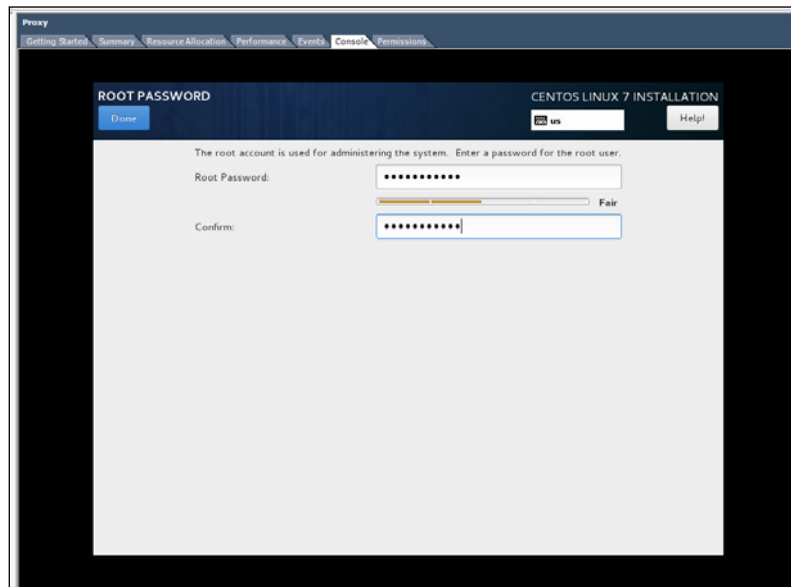 Proxy
Getting Started Summary Resource Allocation Performance Events Console Permissions
ROOT PASSWORD CENTOS LINUX 7 INSTALLATION
Done us Help!
The root account is used for administering the system. Enter a password for the root user.
Root Password: •••••••••••
Fair
Confirm: •••••••••••